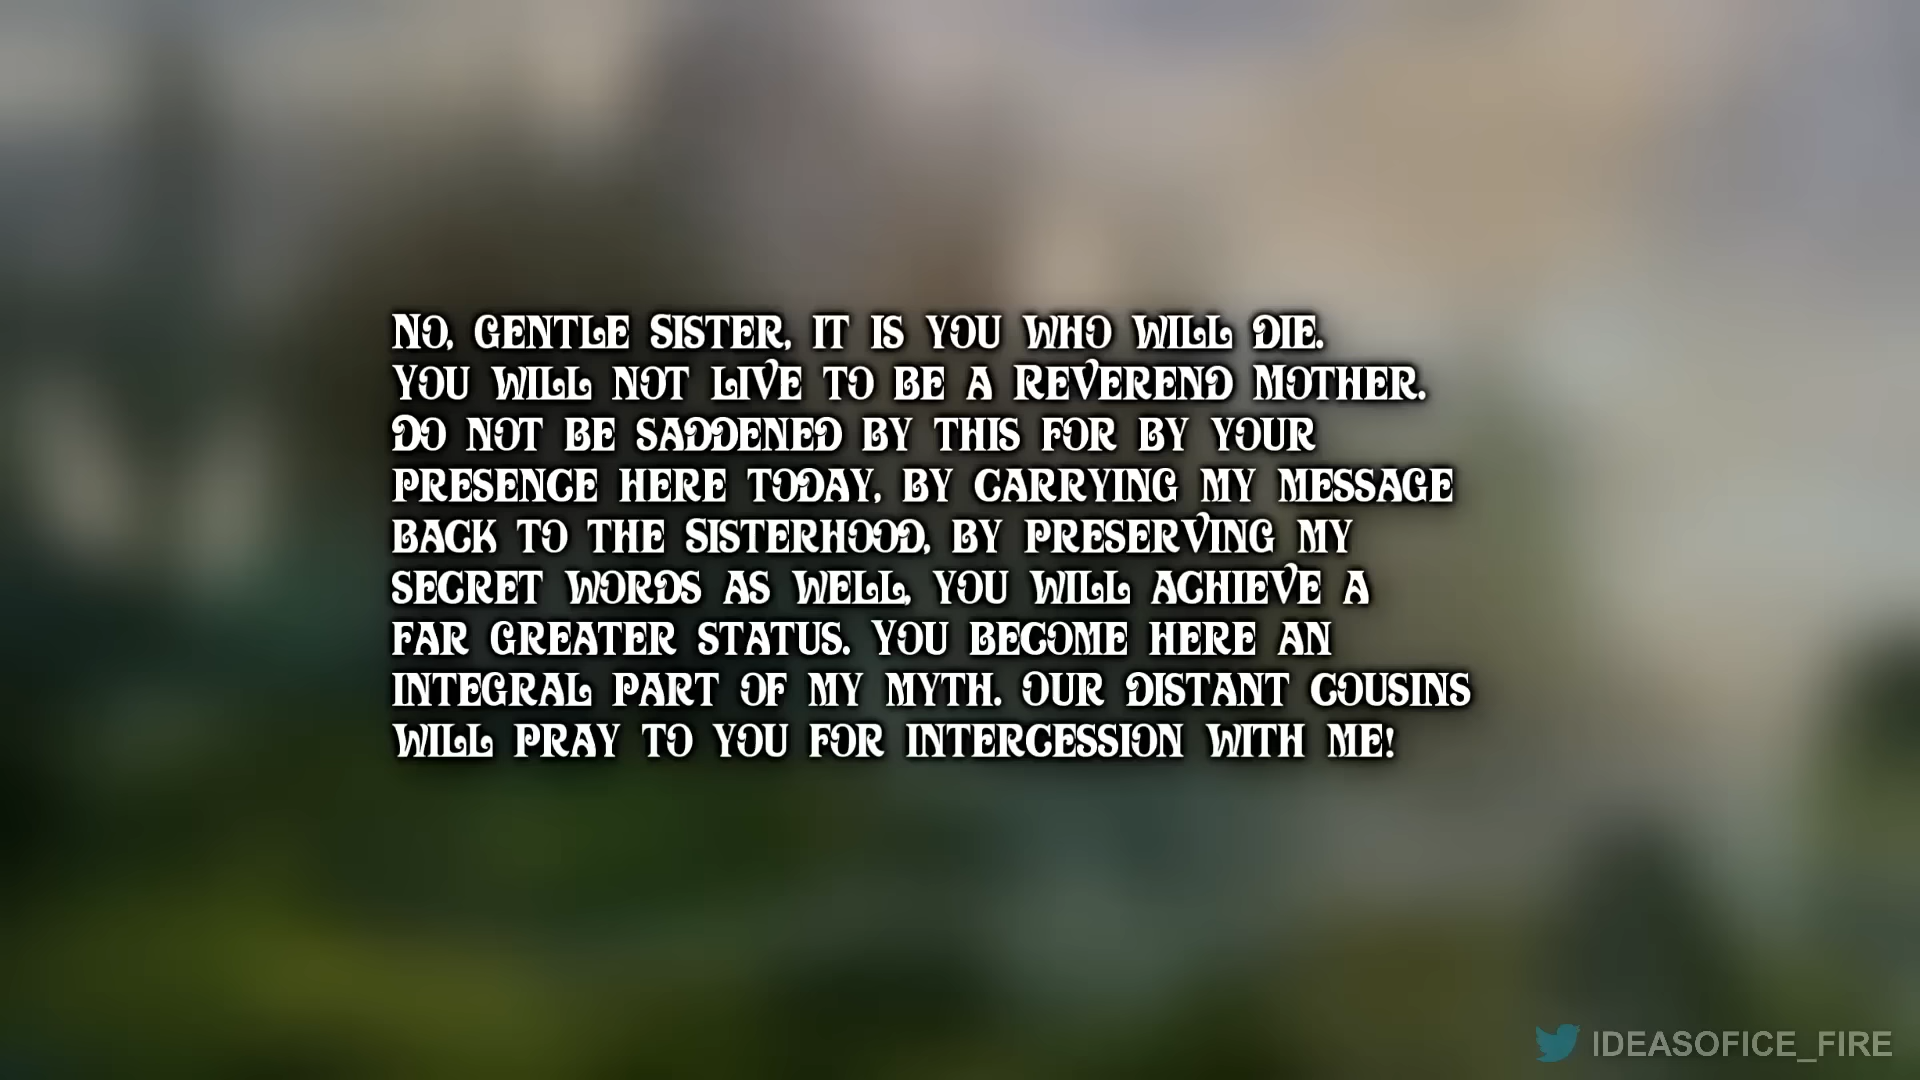 No, gentle Sister, it is you who will die.
You will not live to be a Reverend Mother.
Do not be saddened by this for by your
presence here today, by carrying my message
back to the Sisterhood, by preserving my
secret words as well, you will achieve a
far greater status. You become here an
integral part of my myth. Our distant cousins
will pray to you for intercession with me!
IDEASOFICE_FIRE